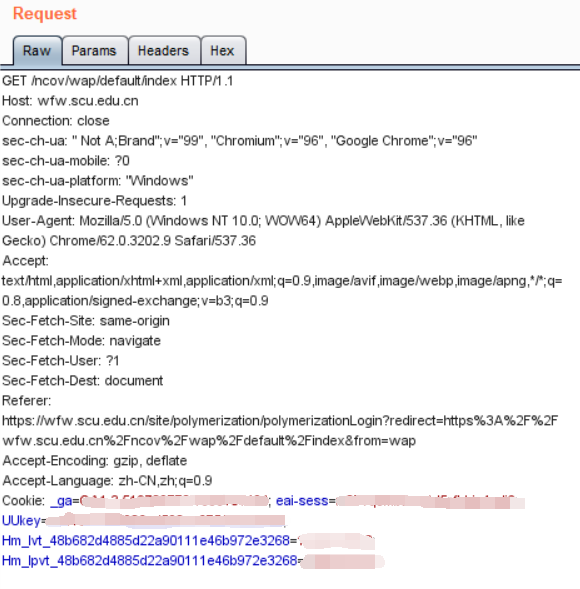 Request
Raw Params Headers Hex
GET /ncov/wap/default/index HTTP/1.1
Host: wfw.scu.edu.cn
Connection: close
sec-ch-ua: " Not A;Brand";v="99", "Chromium";v="96", "Google Chrome";v="96"
sec-ch-ua-mobile: ?0
sec-ch-ua-platform: "Windows"
Upgrade-Insecure-Requests: 1
User-Agent: Mozilla/5.0 (Windows NT 10.0; WOW64) AppleWebKit/537.36 (KHTML, like
Gecko) Chrome/62.0.3202.9 Safari/537.36
Accept:
text/html,application/xhtml+xml,application/xml;q=0.9,image/avif,image/webp,image/apng,*/*;q=
0.8,application/signed-exchange;v=b3;q=0.9
Sec-Fetch-Site: same-origin
Sec-Fetch-Mode: navigate
Sec-Fetch-User: ?1
Sec-Fetch-Dest: document
Referer:
https://wfw.scu.edu.cn/site/polymerization/polymerizationLogin?redirect=https%3A%2F%2F
wfw.scu.edu.cn%2Fncov%2Fwap%2Fdefault%2Findex&from=wap
Accept-Encoding: gzip, deflate
Accept-Language: zh-CN,zh;q=0.9
Cookie: _ga= ; eai-sess=
UUkey=
Hm_lvt_48b682d4885d22a90111e46b972e3268=
Hm_lpvt_48b682d4885d22a90111e46b972e3268=